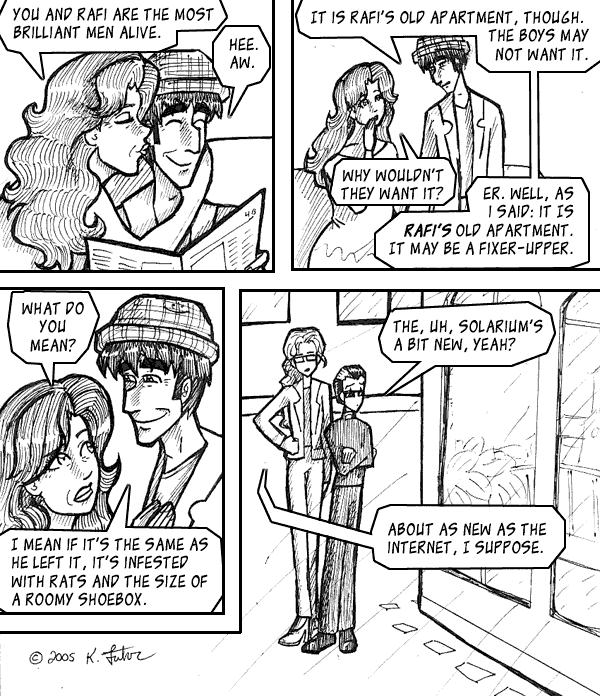 YOU AND RAFI ARE THE MOST
BRILLIANT MEN ALIVE.
HEE.
AW.
IT IS RAFI'S OLD APARTMENT, THOUGH.
THE BOYS MAY
NOT WANT IT.
WHY WOULDN'T
THEY WANT IT?
ER. WELL, AS
I SAID: IT IS
RAFI'S OLD APARTMENT.
IT MAY BE A FIXER-UPPER.
WHAT DO
YOU
MEAN?
I MEAN IF IT'S THE SAME AS
HE LEFT IT, IT'S INFESTED
WITH RATS AND THE SIZE OF
A ROOMY SHOEBOX.
THE, UH, SOLARIUM'S
A BIT NEW, YEAH?
ABOUT AS NEW AS THE
INTERNET, I SUPPOSE.
© 2005 K.